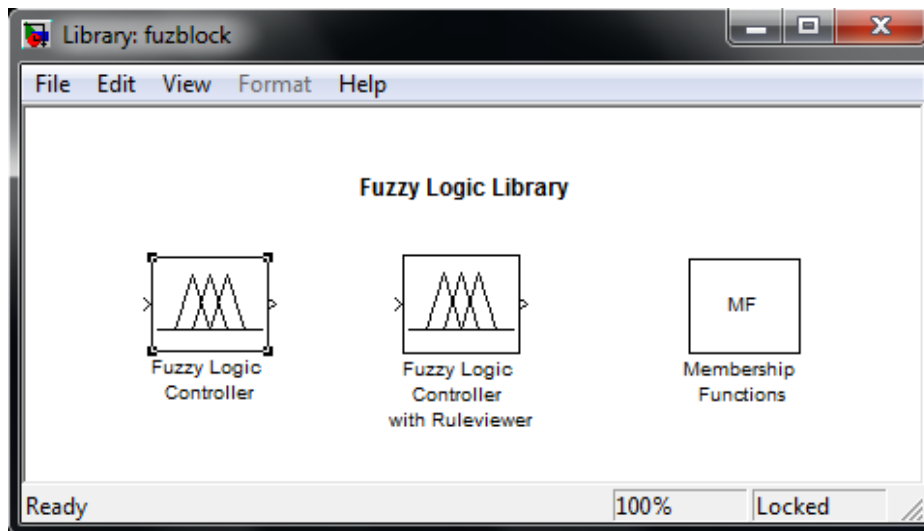 Library: fuzblock
File Edit View Format Help
Fuzzy Logic Library
Fuzzy Logic
Controller
Fuzzy Logic
Controller
with Ruleviewer
MF
Membership
Functions
Ready 100% Locked